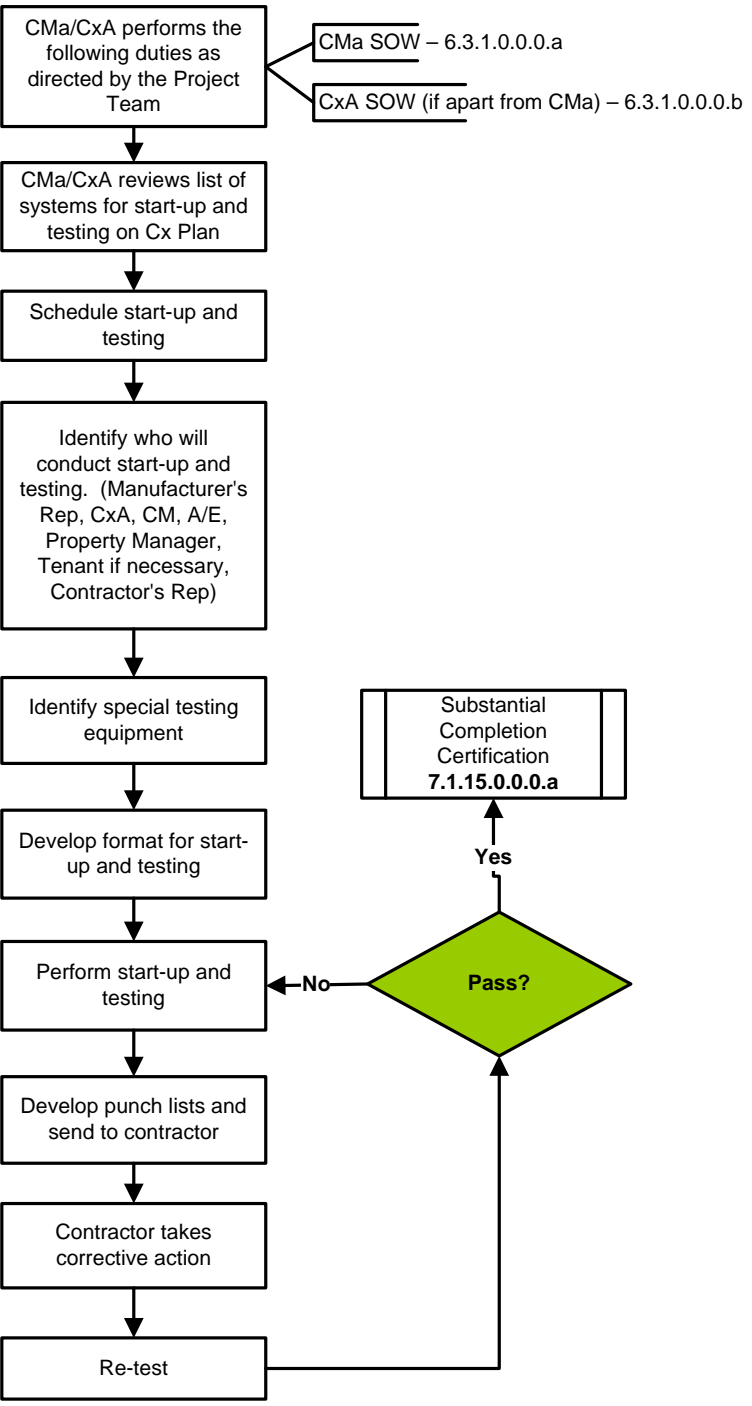 CMa/CxA performs the
following duties as
directed by the Project
Team
CMa SOW – 6.3.1.0.0.0.a
CxA SOW (if apart from CMa) – 6.3.1.0.0.0.b
CMa/CxA reviews list of
systems for start-up and
testing on Cx Plan
Schedule start-up and
testing
Identify who will
conduct start-up and
testing. (Manufacturer's
Rep, CxA, CM, A/E,
Property Manager,
Tenant if necessary,
Contractor's Rep)
Identify special testing
equipment
Substantial
Completion
Certification
7.1.15.0.0.0.a
Develop format for start-
up and testing
Yes
Perform start-up and
testing
No
Pass?
Develop punch lists and
send to contractor
Contractor takes
corrective action
Re-test